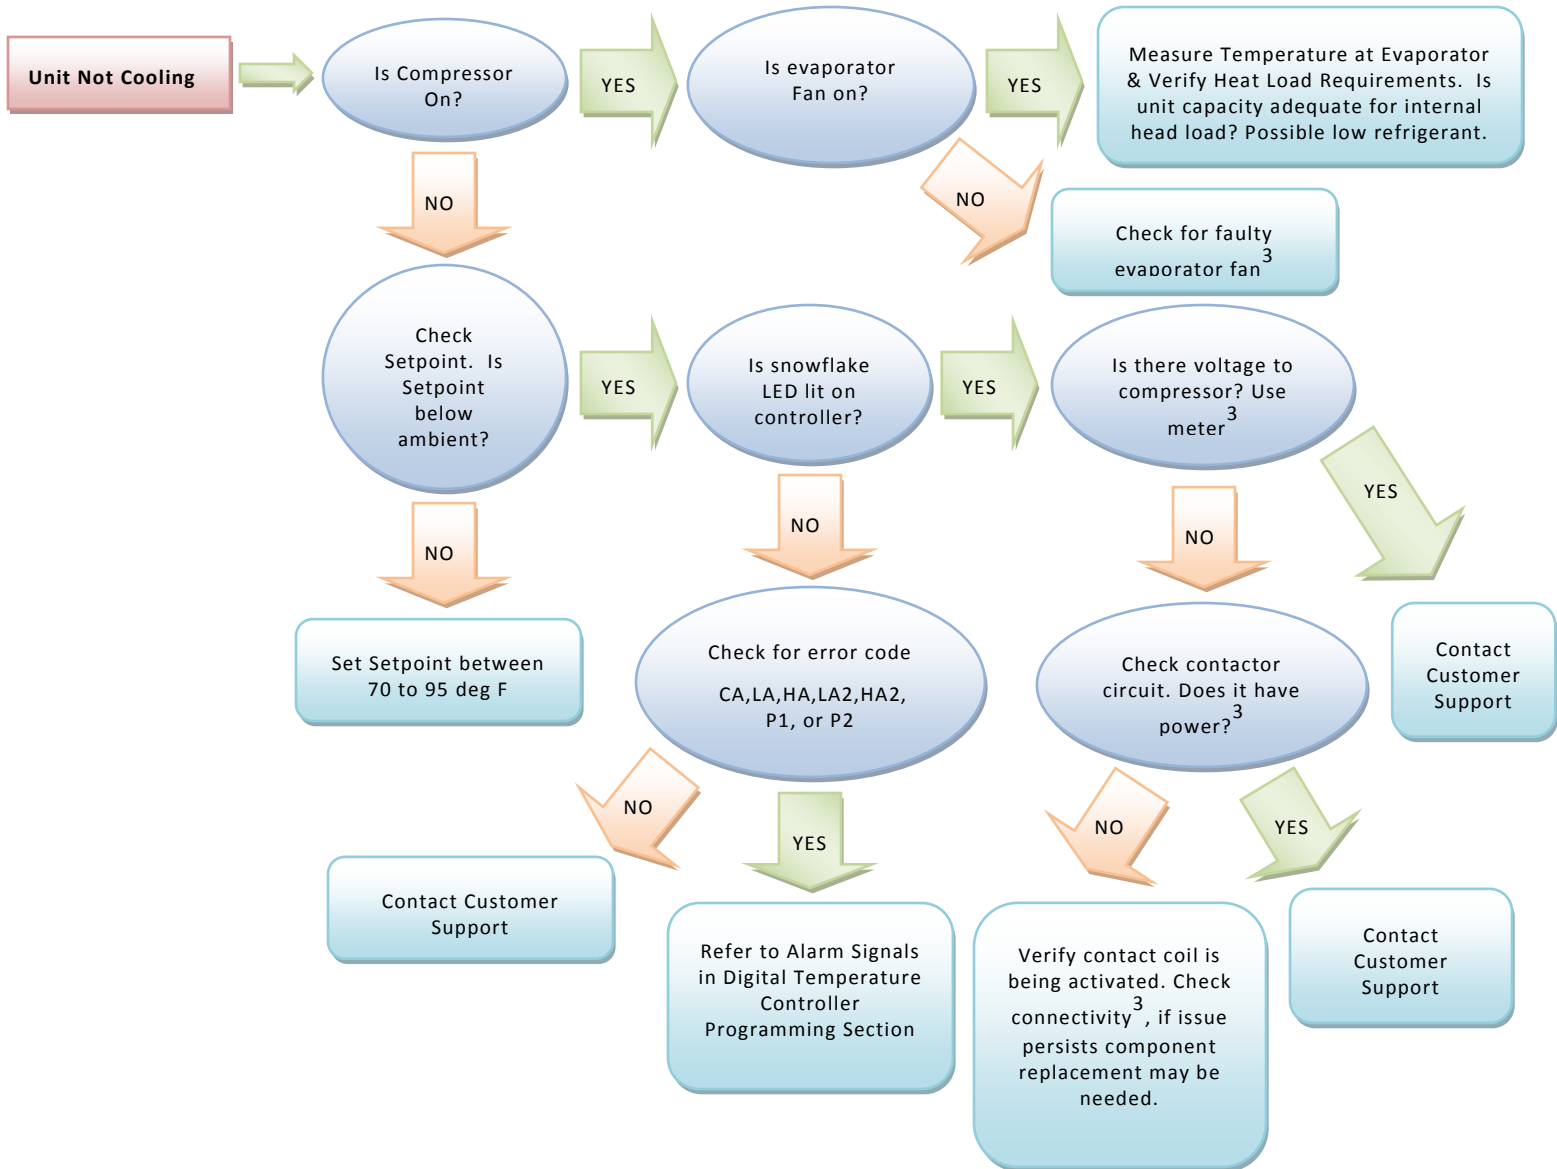 Unit Not Cooling
Is Compressor
On?
YES
Is evaporator
Fan on?
YES
Measure Temperature at Evaporator
& Verify Heat Load Requirements. Is
unit capacity adequate for internal
head load? Possible low refrigerant.
NO
NO
Check for faulty
evaporator fan3
Check
Setpoint. Is
Setpoint
below
ambient?
YES
Is snowflake
LED lit on
controller?
YES
Is there voltage to
compressor? Use
meter3
YES
NO
NO
NO
Set Setpoint between
70 to 95 deg F
Check for error code
CA,LA,HA,LA2,HA2,
P1, or P2
Check contactor
circuit. Does it have
power?3
Contact
Customer
Support
NO
YES
NO
YES
Contact Customer
Support
Refer to Alarm Signals
in Digital Temperature
Controller
Programming Section
Verify contact coil is
being activated. Check
connectivity3, if issue
persists component
replacement may be
needed.
Contact
Customer
Support